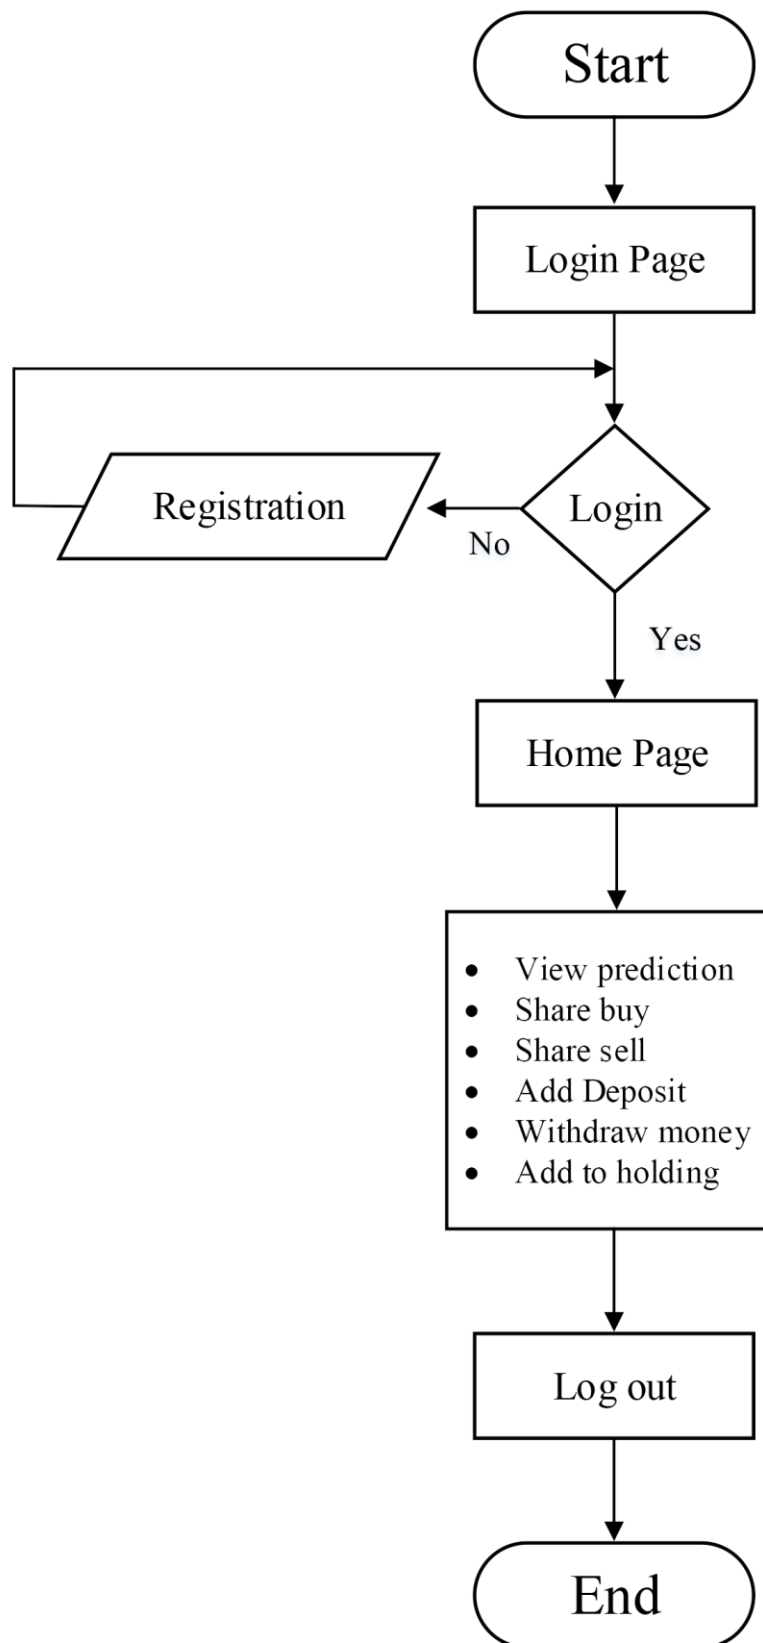 Start
Login Page
Registration
Login
No
Yes
Home Page
• View prediction
• Share buy
• Share sell
• Add Deposit
• Withdraw money
• Add to holding
Log out
End